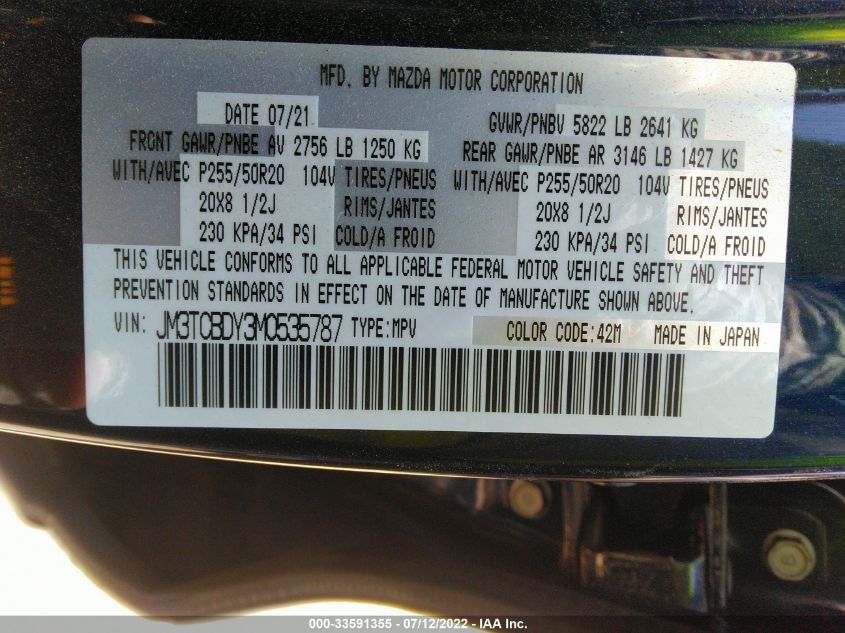 MFD. BY MAZDA MOTOR CORPORATION
DATE 07/21 GVWR/PNBV 5822 LB 2641 KG
FRONT GAWR/PNBE AV 2756 LB 1250 KG REAR GAWR/PNBE AR 3146 LB 1427 KG
WITH/AVEC P255/50R20 104V TIRES/PNEUS WITH/AVEC P255/50R20 104V TIRES/PNEUS
20X8 1/2J RIMS/JANTES 20X8 1/2J RIMS/JANTES
230 KPA/34 PSI COLD/A FROID 230 KPA/34 PSI COLD/A FROID
THIS VEHICLE CONFORMS TO ALL APPLICABLE FEDERAL MOTOR VEHICLE SAFETY AND THEFT
PREVENTION STANDARDS IN EFFECT ON THE DATE OF MANUFACTURE SHOWN ABOVE.
VIN: JM3TCBDY3M0535787 TYPE:MPV COLOR CODE:42M MADE IN JAPAN
000-33591355 - 07/12/2022 - IAA Inc.